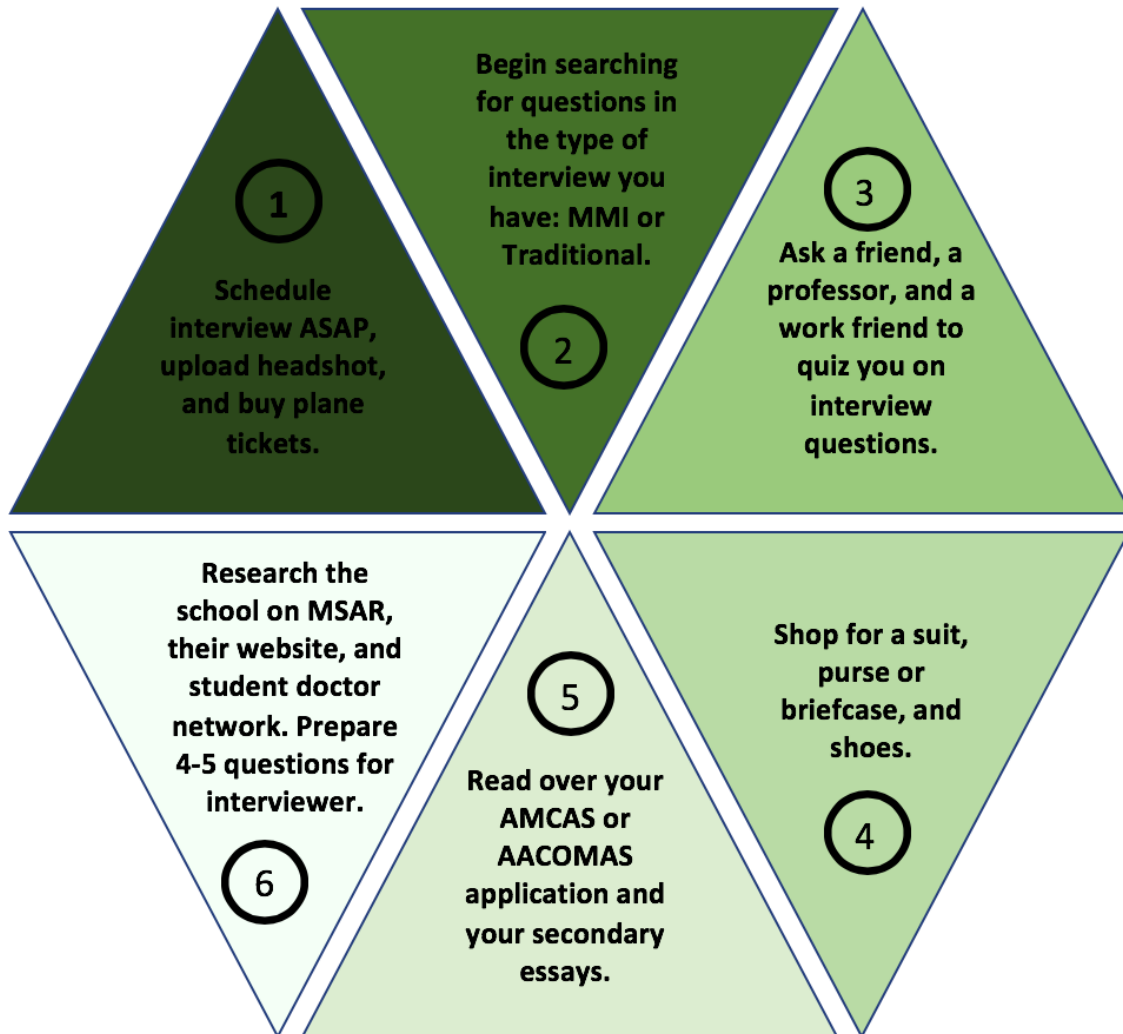 1
Schedule
interview ASAP,
upload headshot,
and buy plane
tickets.
Begin searching
for questions in
the type of
interview you
have: MMI or
Traditional.
2
3
Ask a friend, a
professor, and a
work friend to
quiz you on
interview
questions.
Shop for a suit,
purse or
briefcase, and
shoes.
4
5
Read over your
AMCAS or
AACOMAS
application and
your secondary
essays.
Research the
school on MSAR,
their website, and
student doctor
network. Prepare
4-5 questions for
interviewer.
6